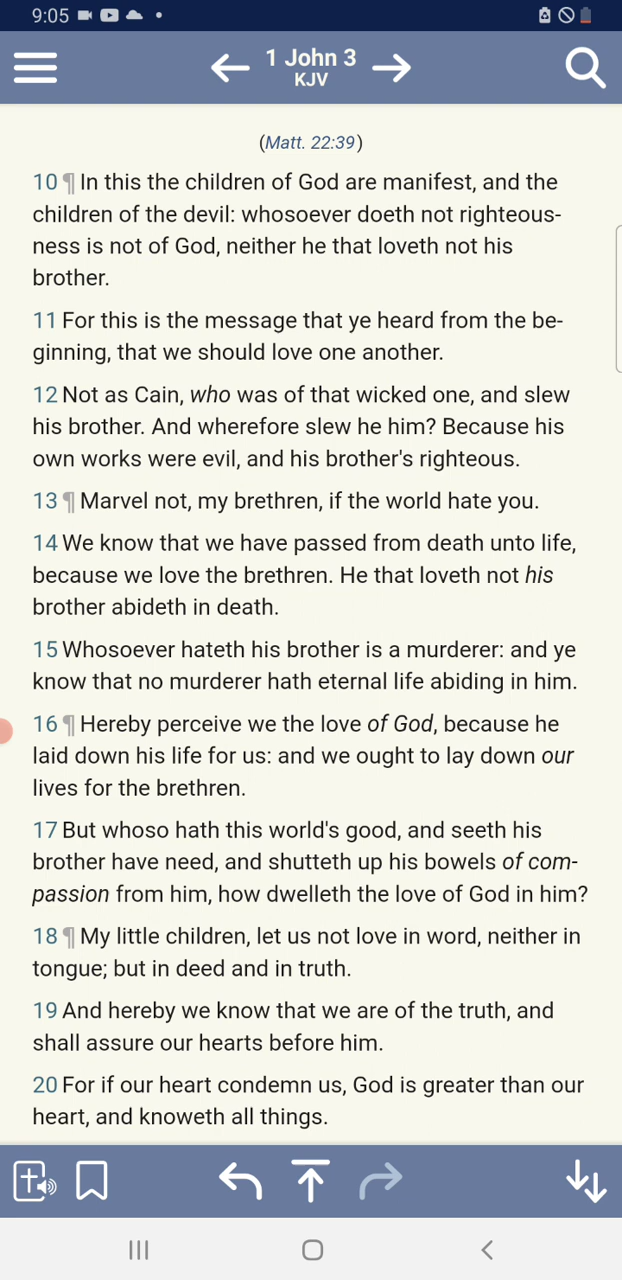 9:05
1 John 3
KJV
(Matt. 22:39)
10 ¶ In this the children of God are manifest, and the
children of the devil: whosoever doeth not righteous-
ness is not of God, neither he that loveth not his
brother.
11 For this is the message that ye heard from the be-
ginning, that we should love one another.
12 Not as Cain, who was of that wicked one, and slew
his brother. And wherefore slew he him? Because his
own works were evil, and his brother's righteous.
13 ¶ Marvel not, my brethren, if the world hate you.
14 We know that we have passed from death unto life,
because we love the brethren. He that loveth not his
brother abideth in death.
15 Whosoever hateth his brother is a murderer: and ye
know that no murderer hath eternal life abiding in him.
16 ¶ Hereby perceive we the love of God, because he
laid down his life for us: and we ought to lay down our
lives for the brethren.
17 But whoso hath this world's good, and seeth his
brother have need, and shutteth up his bowels of com-
passion from him, how dwelleth the love of God in him?
18 ¶ My little children, let us not love in word, neither in
tongue; but in deed and in truth.
19 And hereby we know that we are of the truth, and
shall assure our hearts before him.
20 For if our heart condemn us, God is greater than our
heart, and knoweth all things.